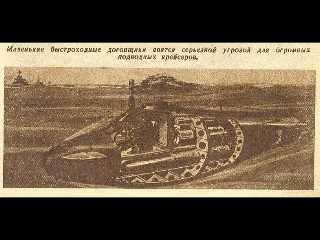 Маленькие быстроходные догонщики явятся серьезной угрозой для огромных
подводных крейсеров.